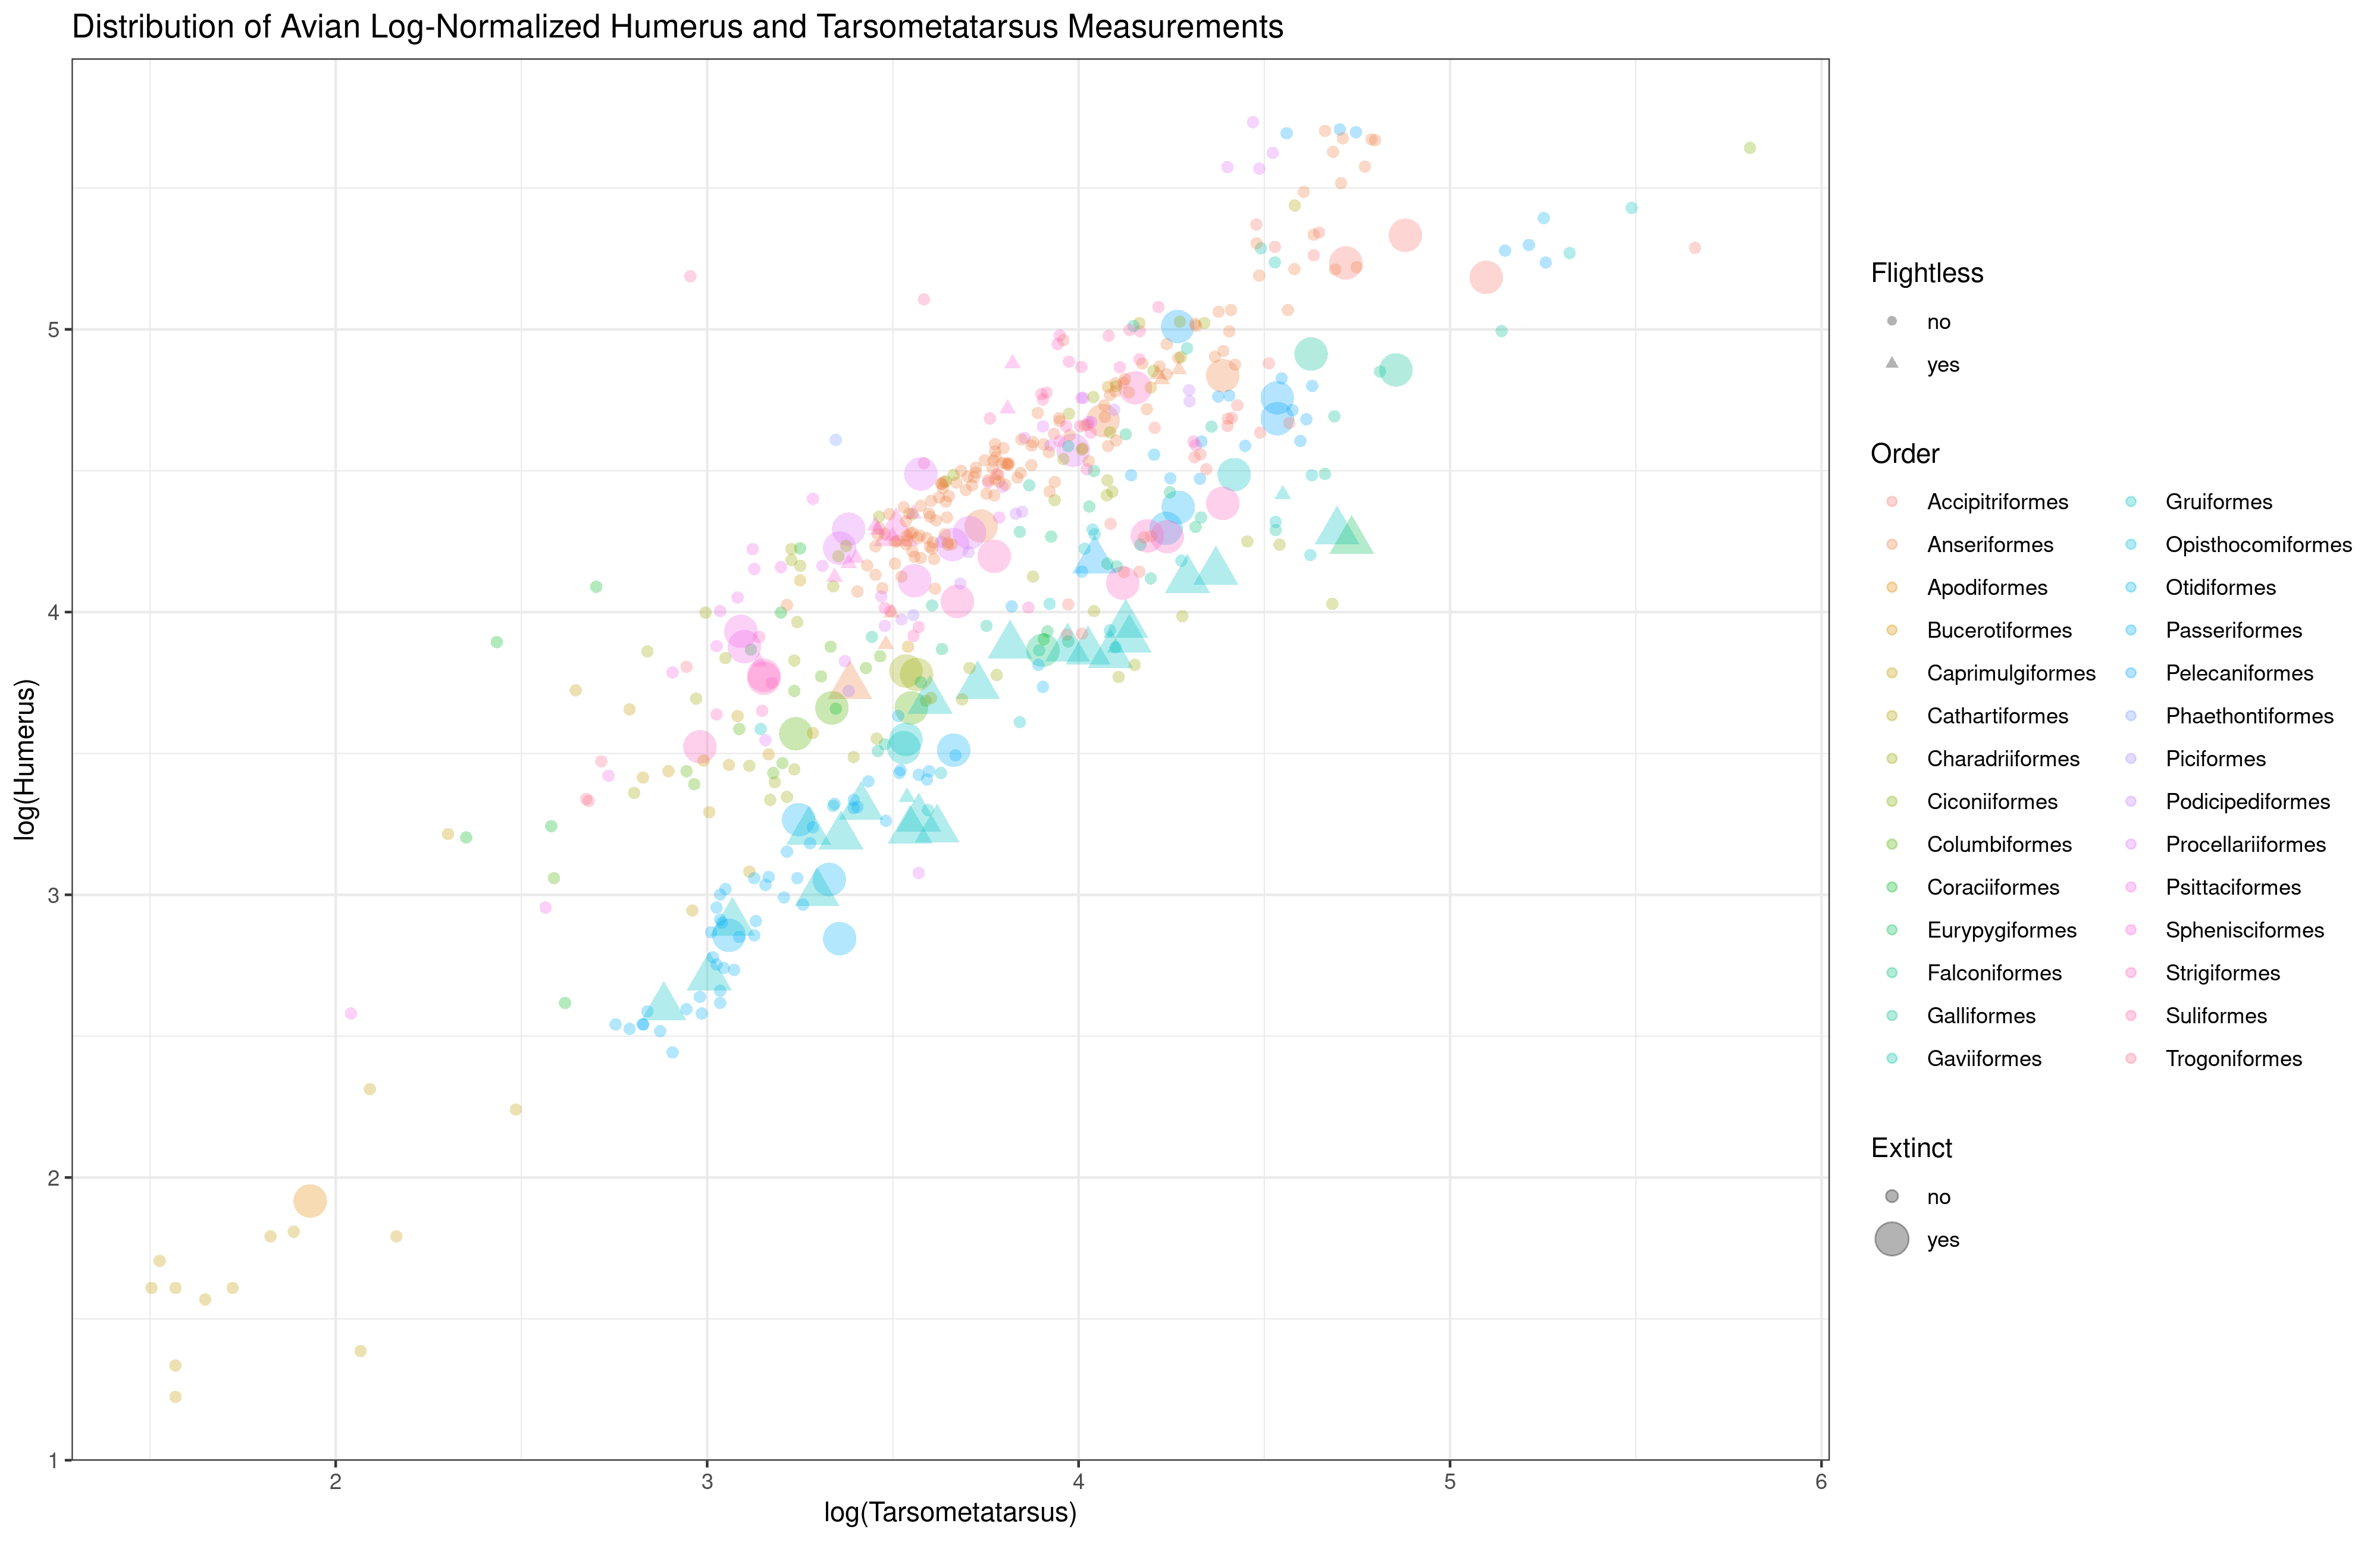 Distribution of Avian Log-Normalized Humerus and Tarsometatarsus Measurements
log(Humerus)
5
4
3
2
1
2
3
4
5
6
log(Tarsometatarsus)
Flightless
no
yes
Order
Accipitriformes
Anseriformes
Apodiformes
Bucerotiformes
Caprimulgiformes
Cathartiformes
Charadriiformes
Ciconiiformes
Columbiformes
Coraciiformes
Eurypygiformes
Falconiformes
Galliformes
Gaviiformes
Gruiformes
Opisthocomiformes
Otidiformes
Passeriformes
Pelecaniformes
Phaethontiformes
Piciformes
Podicipediformes
Procellariiformes
Psittaciformes
Sphenisciformes
Strigiformes
Suliformes
Trogoniformes
Extinct
no
yes